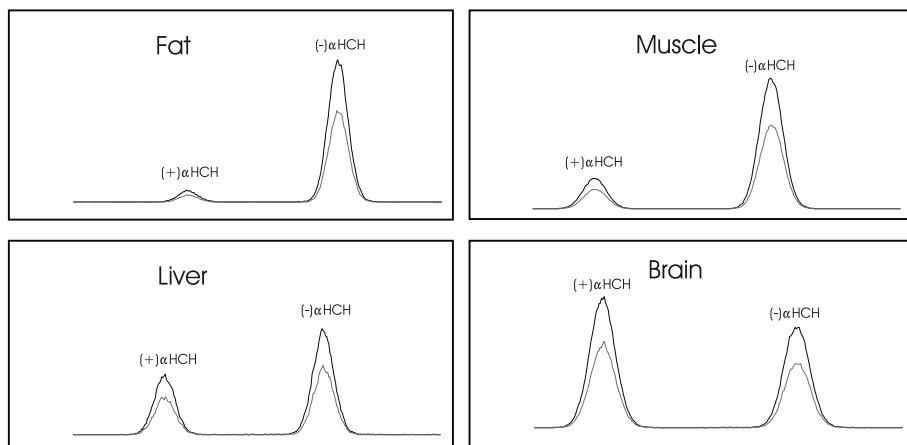 Fat
(-)αHCH
(+)αHCH
Muscle
(-)αHCH
(+)αHCH
Liver
(-)αHCH
(+)αHCH
Brain
(+)αHCH
(-)αHCH